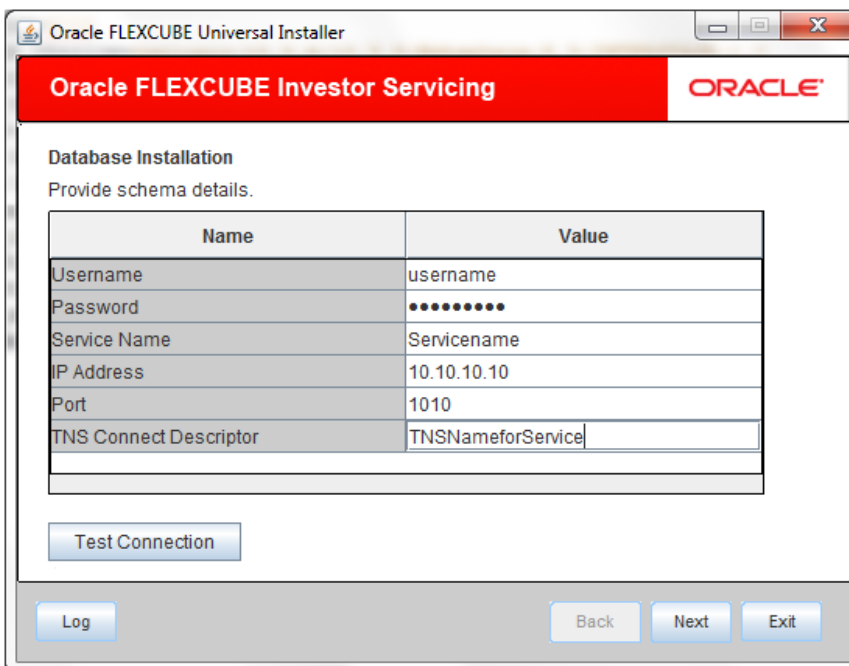 Oracle FLEXCUBE Universal Installer
Oracle FLEXCUBE Investor Servicing ORACLE
Database Installation
Provide schema details.
Name Value
Username username
Password •••••••••
Service Name Servicename
IP Address 10.10.10.10
Port 1010
TNS Connect Descriptor TNSNameforService
Test Connection
Log Back Next Exit